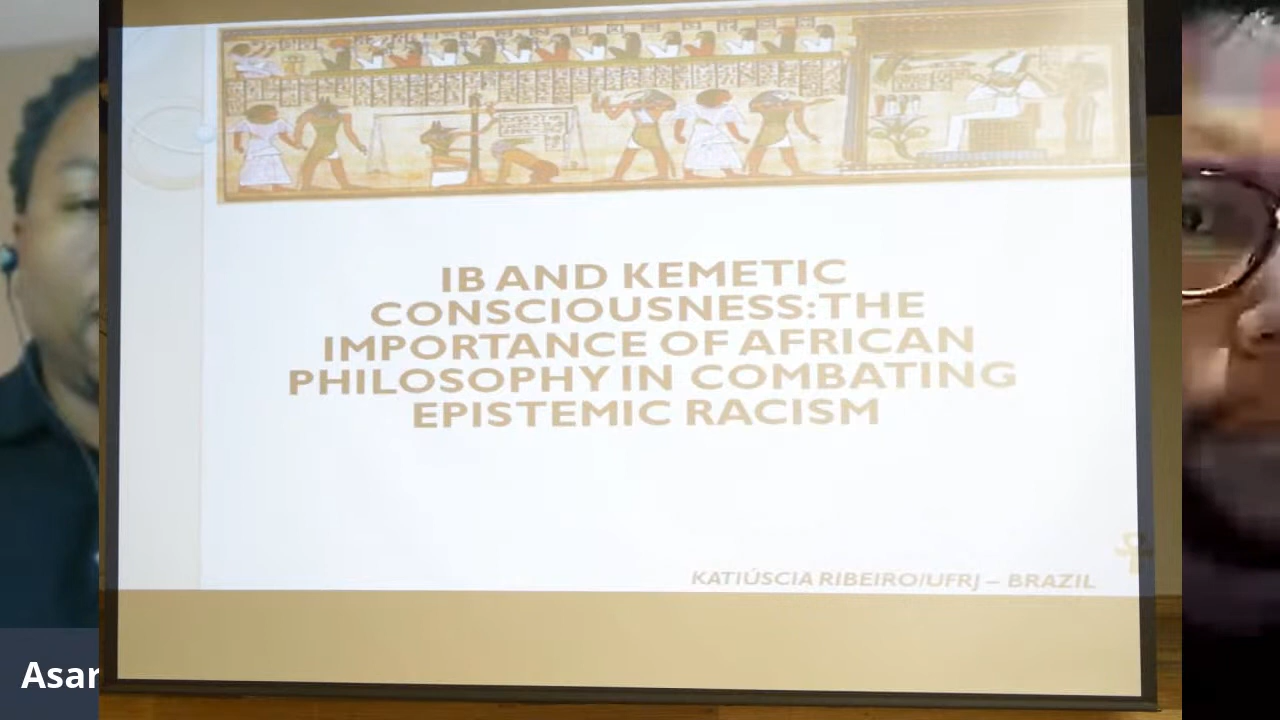 IB AND KEMETIC
CONSCIOUSNESS:THE
IMPORTANCE OF AFRICAN
PHILOSOPHY IN COMBATING
EPISTEMIC RACISM
KATIÚSCIA RIBEIRO/UFRJ – BRAZIL
Asar